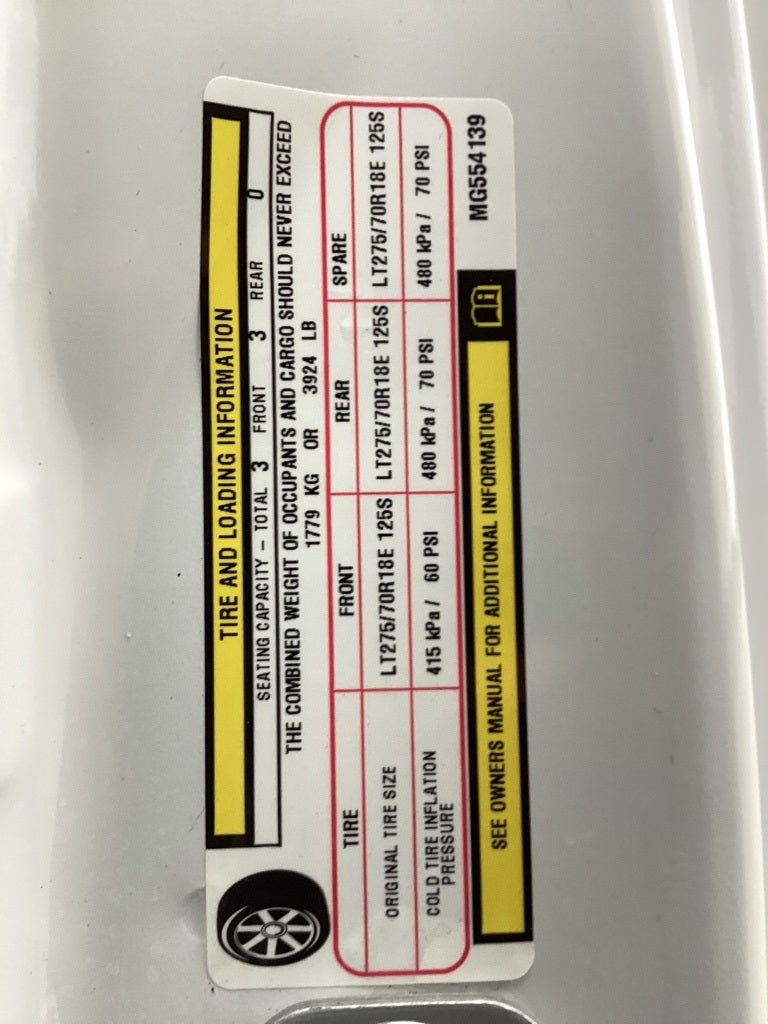 TIRE AND LOADING INFORMATION
SEATING CAPACITY – TOTAL 3 FRONT 3 REAR 0
THE COMBINED WEIGHT OF OCCUPANTS AND CARGO SHOULD NEVER EXCEED
1779 KG OR 3924 LB
TIRE FRONT REAR SPARE
ORIGINAL TIRE SIZE LT275/70R18E 125S LT275/70R18E 125S LT275/70R18E 125S
COLD TIRE INFLATION
PRESSURE 415 kPa / 60 PSI 480 kPa / 70 PSI 480 kPa / 70 PSI
SEE OWNERS MANUAL FOR ADDITIONAL INFORMATION
MG554139